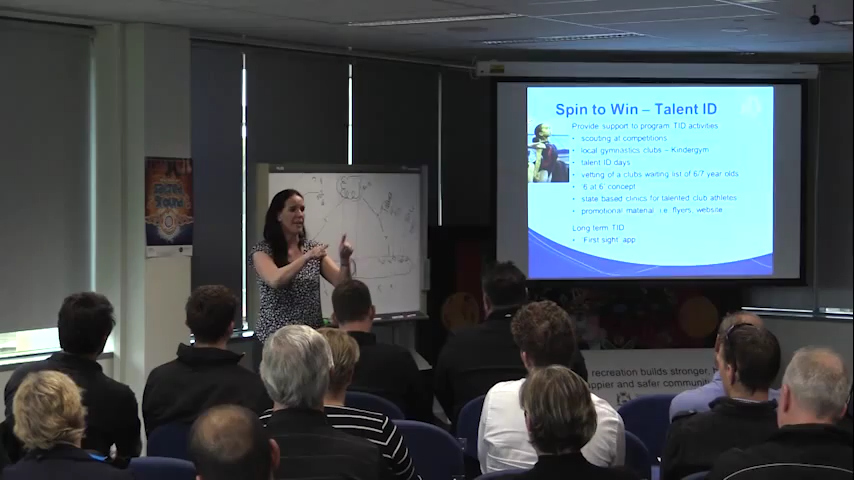 Spin to Win – Talent ID
Provide support to program TID activities
• scouting at competitions
• local gymnastics clubs – Kindergym
• talent ID days
• vetting of a clubs waiting list of 6/7 year olds
• '6 at 6' concept
• state based clinics for talented club athletes
• promotional material i.e. flyers, website
Long term TID
• 'First sight' app
recreation builds stronger,
ppier and safer communit